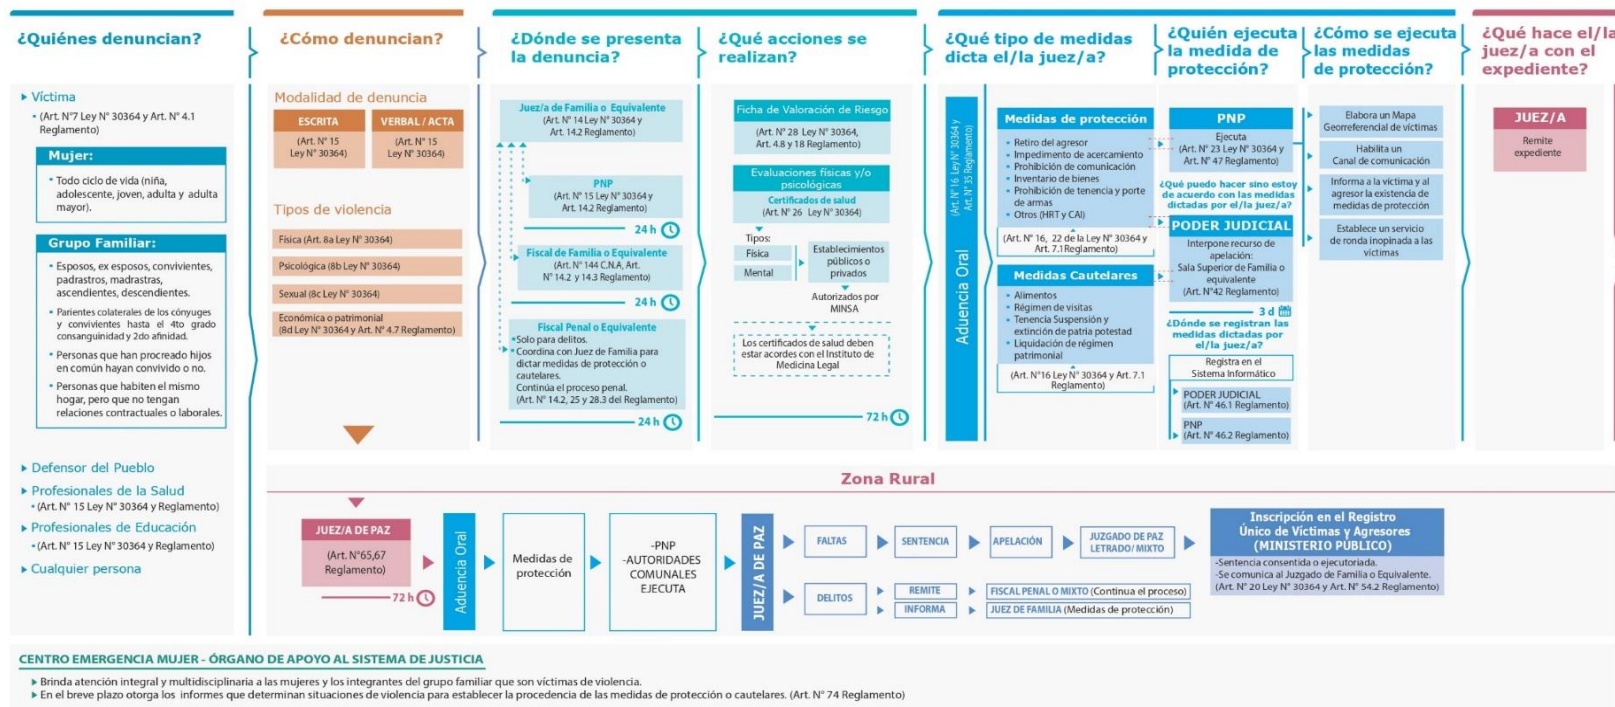 ¿Quiénes denuncian?
▸ Víctima
• (Art. N°7 Ley N° 30364 y Art. 4.1
Reglamento)
Mujer:
• Todo ciclo de vida (niña,
adolescente, joven, adulta y adulta
mayor).
Grupo Familiar:
• Esposos, ex esposos, convivientes,
padrastros, madrastras,
ascendientes, descendientes.
• Parientes colaterales de los cónyuges
y convivientes hasta el 4to grado
consanguinidad y 2do afinidad.
• Personas que han procreado hijos
en común hayan convivido o no.
• Personas que habiten el mismo
hogar, pero que no tengan
relaciones contractuales o laborales.
▸ Defensor del Pueblo
▸ Profesionales de la Salud
• (Art. N° 15 Ley N° 30364 y Reglamento)
▸ Profesionales de Educación
• (Art. N° 15 Ley N° 30364 y Reglamento)
▸ Cualquier persona
¿Cómo denuncian?
Modalidad de denuncia
ESCRITA
(Art. N° 15
Ley N° 30364)
VERBAL / ACTA
(Art. N° 15
Ley N° 30364)
Tipos de violencia
Física (Art. 8a Ley N° 30364)
Psicológica (8b Ley N° 30364)
Sexual (8c Ley N° 30364)
Económica o patrimonial
(8d Ley N° 30364 y Art. N° 4.7 Reglamento)
¿Dónde se presenta
la denuncia?
Juez/a de Familia o Equivalente
(Art. N° 14 Ley N° 30364 y
Art. 14.2 Reglamento)
PNP
(Art. N° 15 Ley N° 30364 y
Art. 14.2 Reglamento)
24 h
Fiscal de Familia o Equivalente
(Art. N° 144 C.N.A, Art.
N° 14.2 y 14.3 Reglamento)
24 h
Fiscal Penal o Equivalente
•Solo para delitos.
•Coordina con Juez de Familia para
dictar medidas de protección o
cautelares.
Continúa el proceso penal.
(Art. N° 14.2, 25 y 28.3 del Reglamento)
24 h
¿Qué acciones se
realizan?
Ficha de Valoración de Riesgo
(Art. N° 28 Ley N° 30364,
Art. 4.8 y 18 Reglamento)
Evaluaciones físicas y/o
psicológicas
Certificados de salud
(Art. N° 26 Ley N° 30364)
Tipos:
Física
Mental
Establecimientos
públicos o
privados
Autorizados por
MINSA
Los certificados de salud deben
estar acordes con el Instituto de
Medicina Legal
72 h
¿Qué tipo de medidas
dicta el/la juez/a?
(Art. N°16 Ley N° 30364 y
Art. N°35 Reglamento)
Aduencia Oral
Medidas de protección
• Retiro del agresor
• Impedimento de acercamiento
• Prohibición de comunicación
• Inventario de bienes
• Prohibición de tenencia y porte
de armas
• Otros (HRT y CAI)
(Art. N° 16, 22 de la Ley N° 30364 y
Art. 7.1Reglamento)
Medidas Cautelares
• Alimentos
• Régimen de visitas
• Tenencia Suspensión y
extinción de patria potestad
• Liquidación de régimen
patrimonial
(Art. N°16 Ley N° 30364 y Art. 7.1
Reglamento)
¿Quién ejecuta
la medida de
protección?
PNP
Ejecuta
(Art. N° 23 Ley N° 30364 y
Art. N° 47 Reglamento)
¿Qué puedo hacer sino estoy
de acuerdo con las medidas
dictadas por el/la juez/a?
PODER JUDICIAL
Interpone recurso de
apelación:
Sala Superior de Familia o
equivalente
(Art. N°42 Reglamento)
3 d
¿Dónde se registran las
medidas dictadas por
el/la juez/a?
Registra en el
Sistema Informático
PODER JUDICIAL
(Art. N° 46.1 Reglamento)
PNP
(Art. N° 46.2 Reglamento)
¿Cómo se ejecuta
las medidas
de protección?
Elabora un Mapa
Georreferencial de víctimas
Habilita un
Canal de comunicación
Informa a la víctima y al
agresor la existencia de
medidas de protección
Establece un servicio
de ronda inopinada a las
víctimas
¿Qué hace el/la
juez/a con el
expediente?
JUEZ/A
Remite
expediente
Zona Rural
JUEZ/A DE PAZ
(Art. N°65,67
Reglamento)
72 h
Aduencia Oral
Medidas de
protección
-PNP
-AUTORIDADES
COMUNALES
EJECUTA
JUEZ/A DE PAZ
FALTAS
SENTENCIA
APELACIÓN
JUZGADO DE PAZ
LETRADO/ MIXTO
DELITOS
REMITE
FISCAL PENAL O MIXTO (Continua el proceso)
INFORMA
JUEZ DE FAMILIA (Medidas de protección)
Inscripción en el Registro
Único de Víctimas y Agresores
(MINISTERIO PÚBLICO)
-Sentencia consentida o ejecutoriada.
-Se comunica al Juzgado de Familia o Equivalente.
(Art. N° 20 Ley N° 30364 y Art. N° 54.2 Reglamento)
CENTRO EMERGENCIA MUJER - ÓRGANO DE APOYO AL SISTEMA DE JUSTICIA
▸ Brinda atención integral y multidisciplinaria a las mujeres y los integrantes del grupo familiar que son víctimas de violencia.
▸ En el breve plazo otorga los informes que determinan situaciones de violencia para establecer la procedencia de las medidas de protección o cautelares. (Art. N° 74 Reglamento)